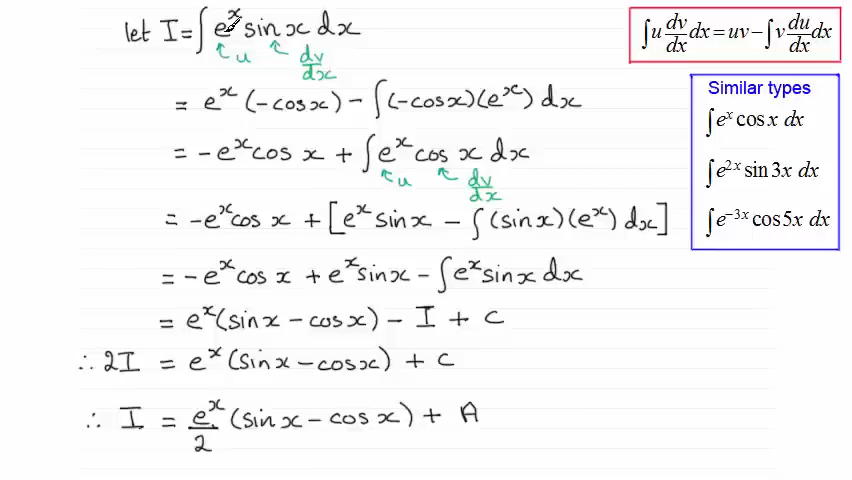 let I = ∫ eˣ sin x dx
↖ u ↖ dv/dx
= eˣ (-cos x) - ∫ (-cos x)(eˣ) dx
= -eˣ cos x + ∫ eˣ cos x dx
↖ u ↖ dv/dx
= -eˣ cos x + [eˣ sin x - ∫ (sin x)(eˣ) dx]
= -eˣ cos x + eˣ sin x - ∫ eˣ sin x dx
= eˣ (sin x - cos x) - I + C
∴ 2I = eˣ (sin x - cos x) + C
∴ I = eˣ/2 (sin x - cos x) + A
∫ u dv/dx dx = uv - ∫ v du/dx dx
Similar types
∫ eˣ cos x dx
∫ e²ˣ sin 3x dx
∫ e⁻³ˣ cos 5x dx